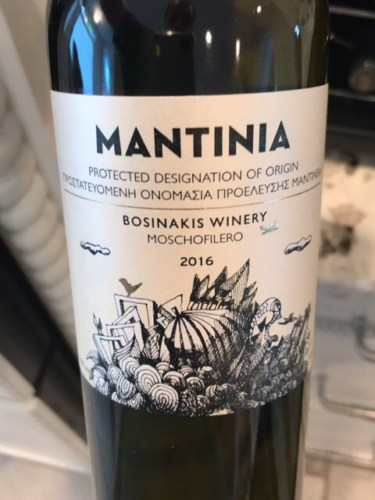 MANTINIA
PROTECTED DESIGNATION OF ORIGIN
ΠΡΟΣΤΑΤΕΥΟΜΕΝΗ ΟΝΟΜΑΣΙΑ ΠΡΟΕΛΕΥΣΗΣ ΜΑΝΤΙΝΕΙΑ
BOSINAKIS WINERY
MOSCHOFILERO
2016